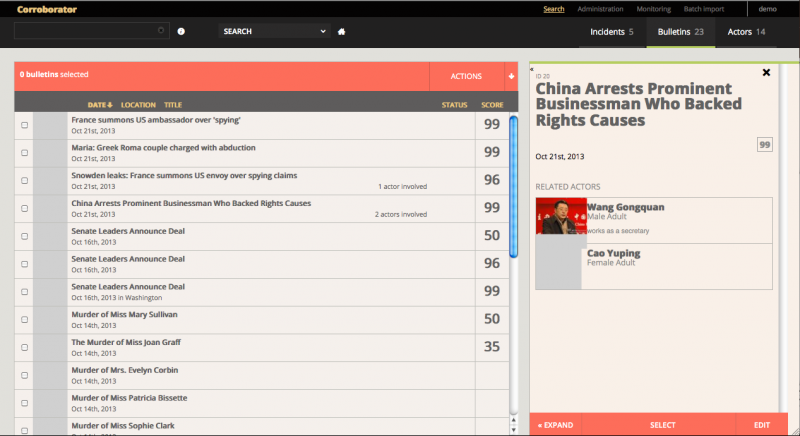 Corroborator
Search Administration Monitoring Batch Import demo
SEARCH
Incidents 5 Bulletins 23 Actors 14
0 bulletins selected
ACTIONS
DATE LOCATION TITLE STATUS SCORE
France summons US ambassador over 'spying'
Oct 21st, 2013
99
Maria: Greek Roma couple charged with abduction
Oct 21st, 2013
99
Snowden leaks: France summons US envoy over spying claims
Oct 21st, 2013
1 actor involved
96
China Arrests Prominent Businessman Who Backed Rights Causes
Oct 21st, 2013
2 actors involved
99
Senate Leaders Announce Deal
Oct 16th, 2013
50
Senate Leaders Announce Deal
Oct 16th, 2013
96
Senate Leaders Announce Deal
Oct 16th, 2013 in Washington
99
Murder of Miss Mary Sullivan
Oct 14th, 2013
50
The Murder of Miss Joan Graff
Oct 14th, 2013
35
Murder of Mrs. Evelyn Corbin
Oct 14th, 2013
Murder of Miss Patricia Bissette
Oct 14th, 2013
Murder of Miss Sophie Clark
Oct 14th, 2013
«
ID 20
China Arrests Prominent
Businessman Who Backed
Rights Causes
99
Oct 21st, 2013
RELATED ACTORS
Wang Gongquan
Male Adult
works as a secretary
Cao Yuping
Female Adult
« EXPAND SELECT EDIT